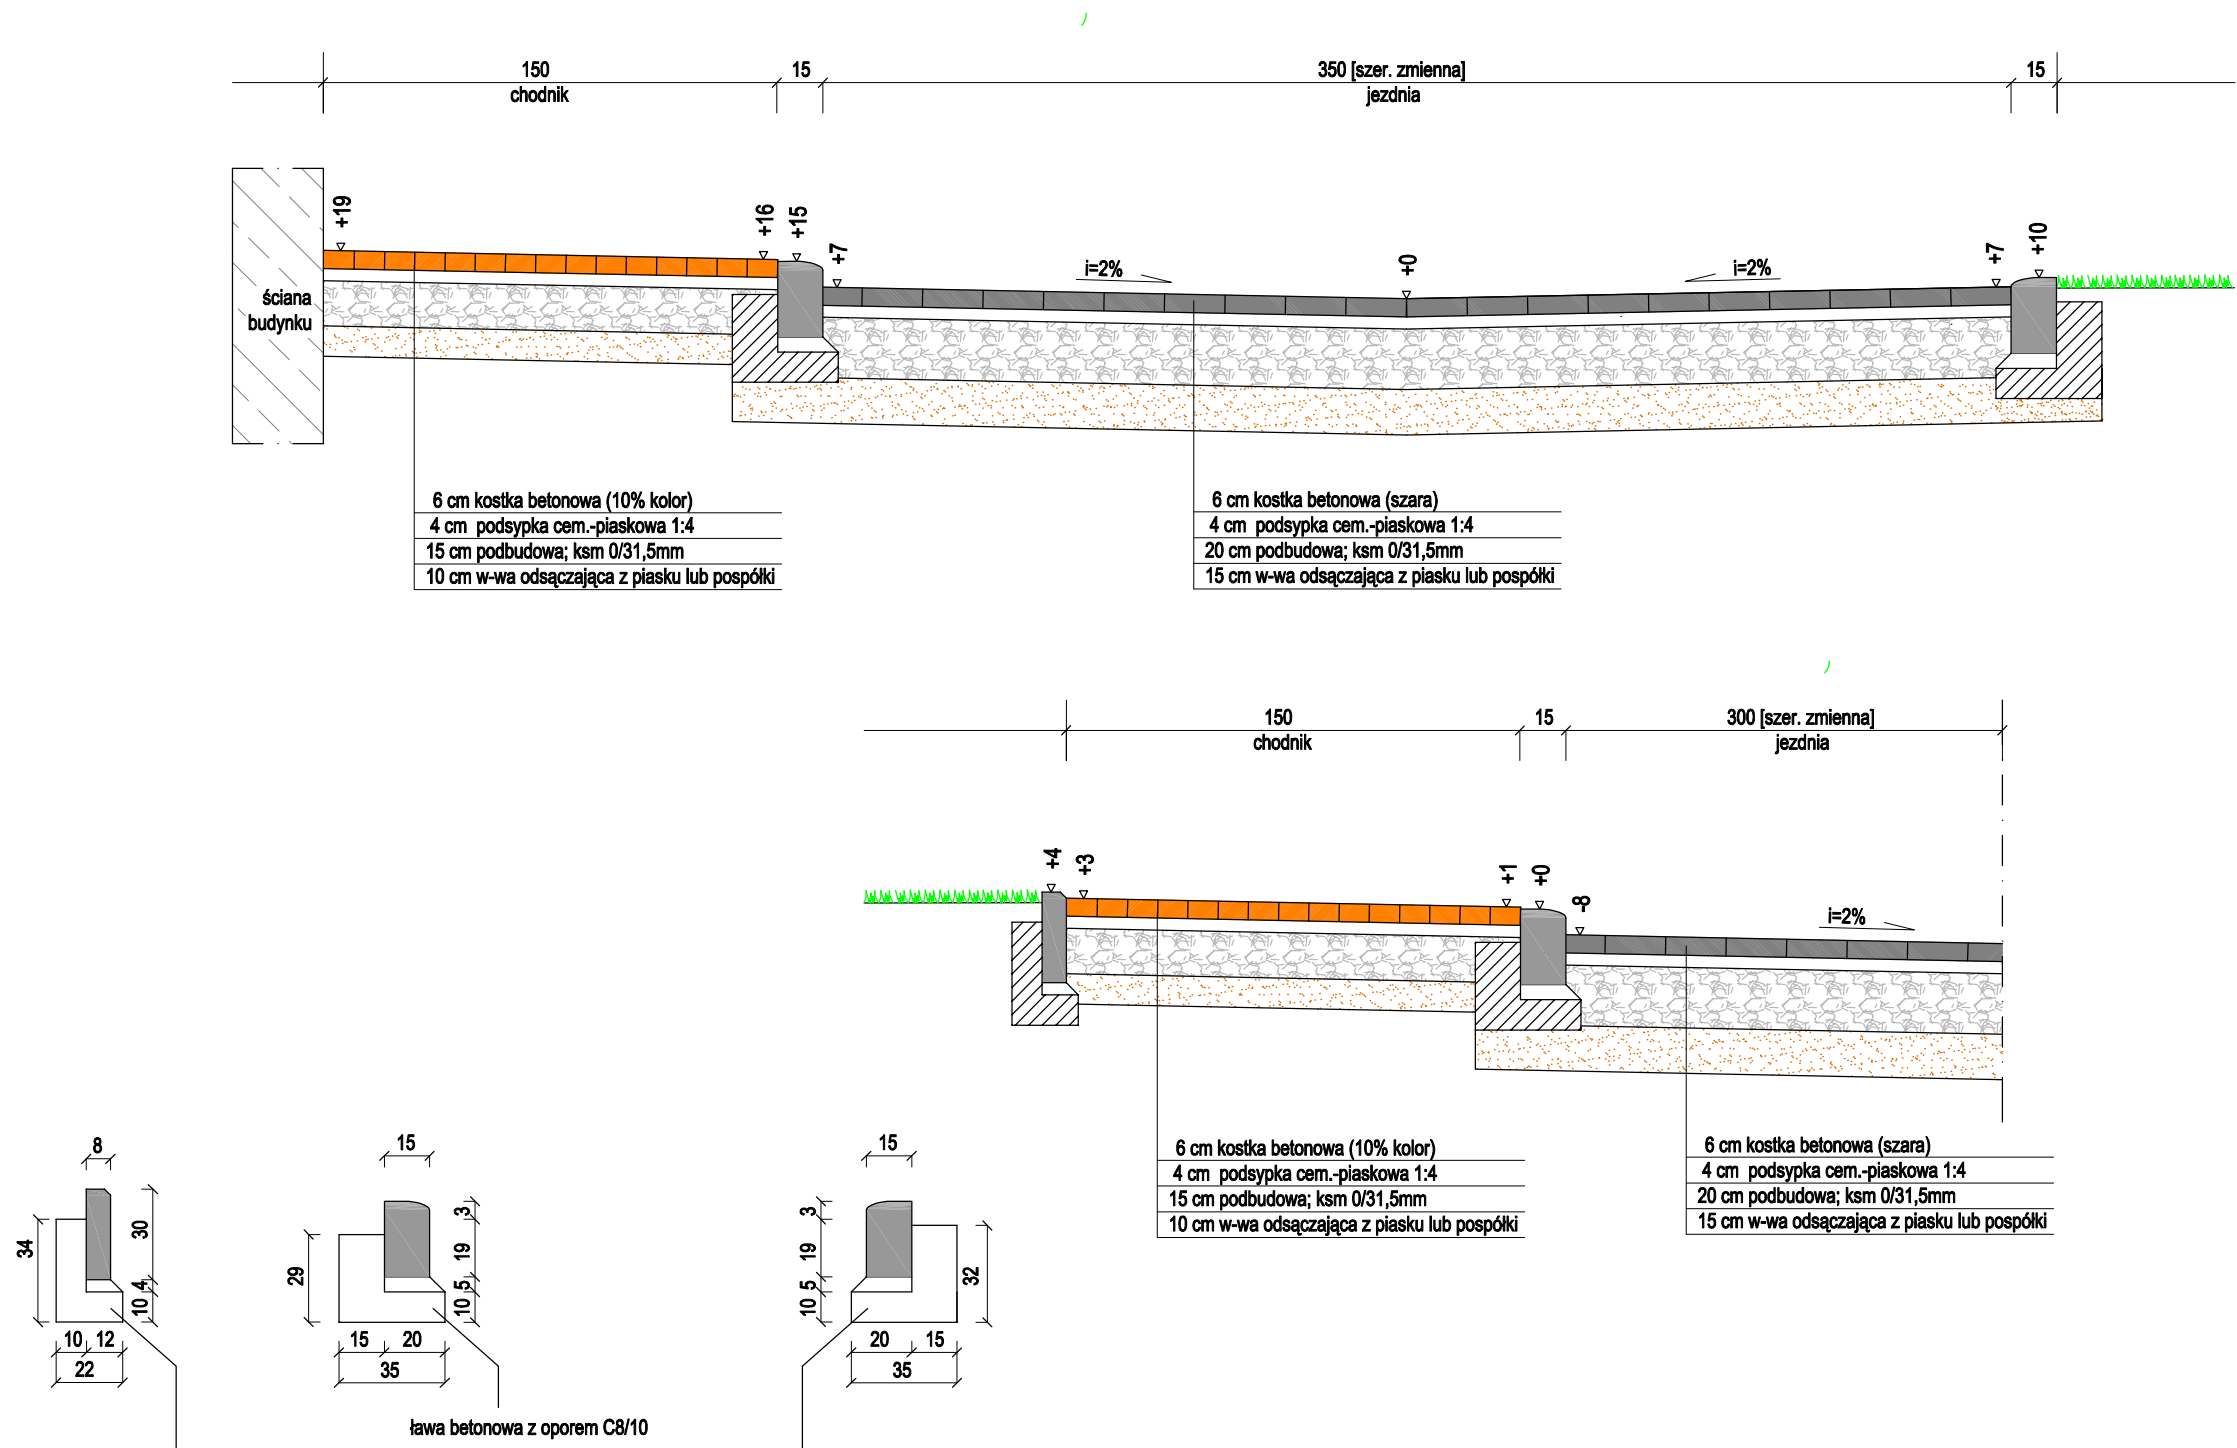 150
15
350 [szer. zmienna]
15
chodnik
jezdnia
+19
+16
+15
+7
+0
+7
+10
i=2%
i=2%
ściana
budynku
6 cm kostka betonowa (10% kolor)
4 cm podsypka cem.-piaskowa 1:4
15 cm podbudowa; ksm 0/31,5mm
10 cm w-wa odsączająca z piasku lub pospółki
6 cm kostka betonowa (szara)
4 cm podsypka cem.-piaskowa 1:4
20 cm podbudowa; ksm 0/31,5mm
15 cm w-wa odsączająca z piasku lub pospółki
150
15
300 [szer. zmienna]
chodnik
jezdnia
+4
+3
+1
+0
-8
i=2%
6 cm kostka betonowa (10% kolor)
4 cm podsypka cem.-piaskowa 1:4
15 cm podbudowa; ksm 0/31,5mm
10 cm w-wa odsączająca z piasku lub pospółki
6 cm kostka betonowa (szara)
4 cm podsypka cem.-piaskowa 1:4
20 cm podbudowa; ksm 0/31,5mm
15 cm w-wa odsączająca z piasku lub pospółki
8
34
30
4
10
10
12
22
15
29
3
19
5
10
15
20
35
15
3
19
5
10
32
20
15
35
ława betonowa z oporem C8/10